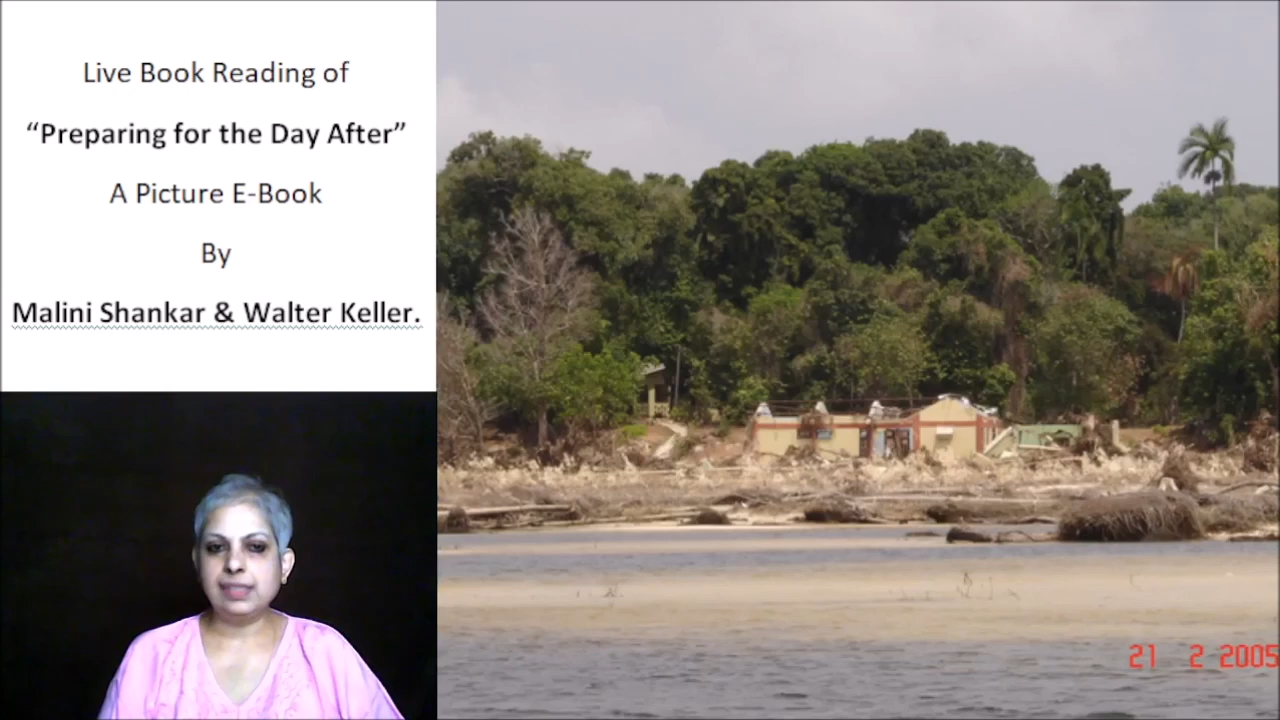 Live Book Reading of
“Preparing for the Day After”
A Picture E-Book
By
Malini Shankar & Walter Keller.
21 2 2005